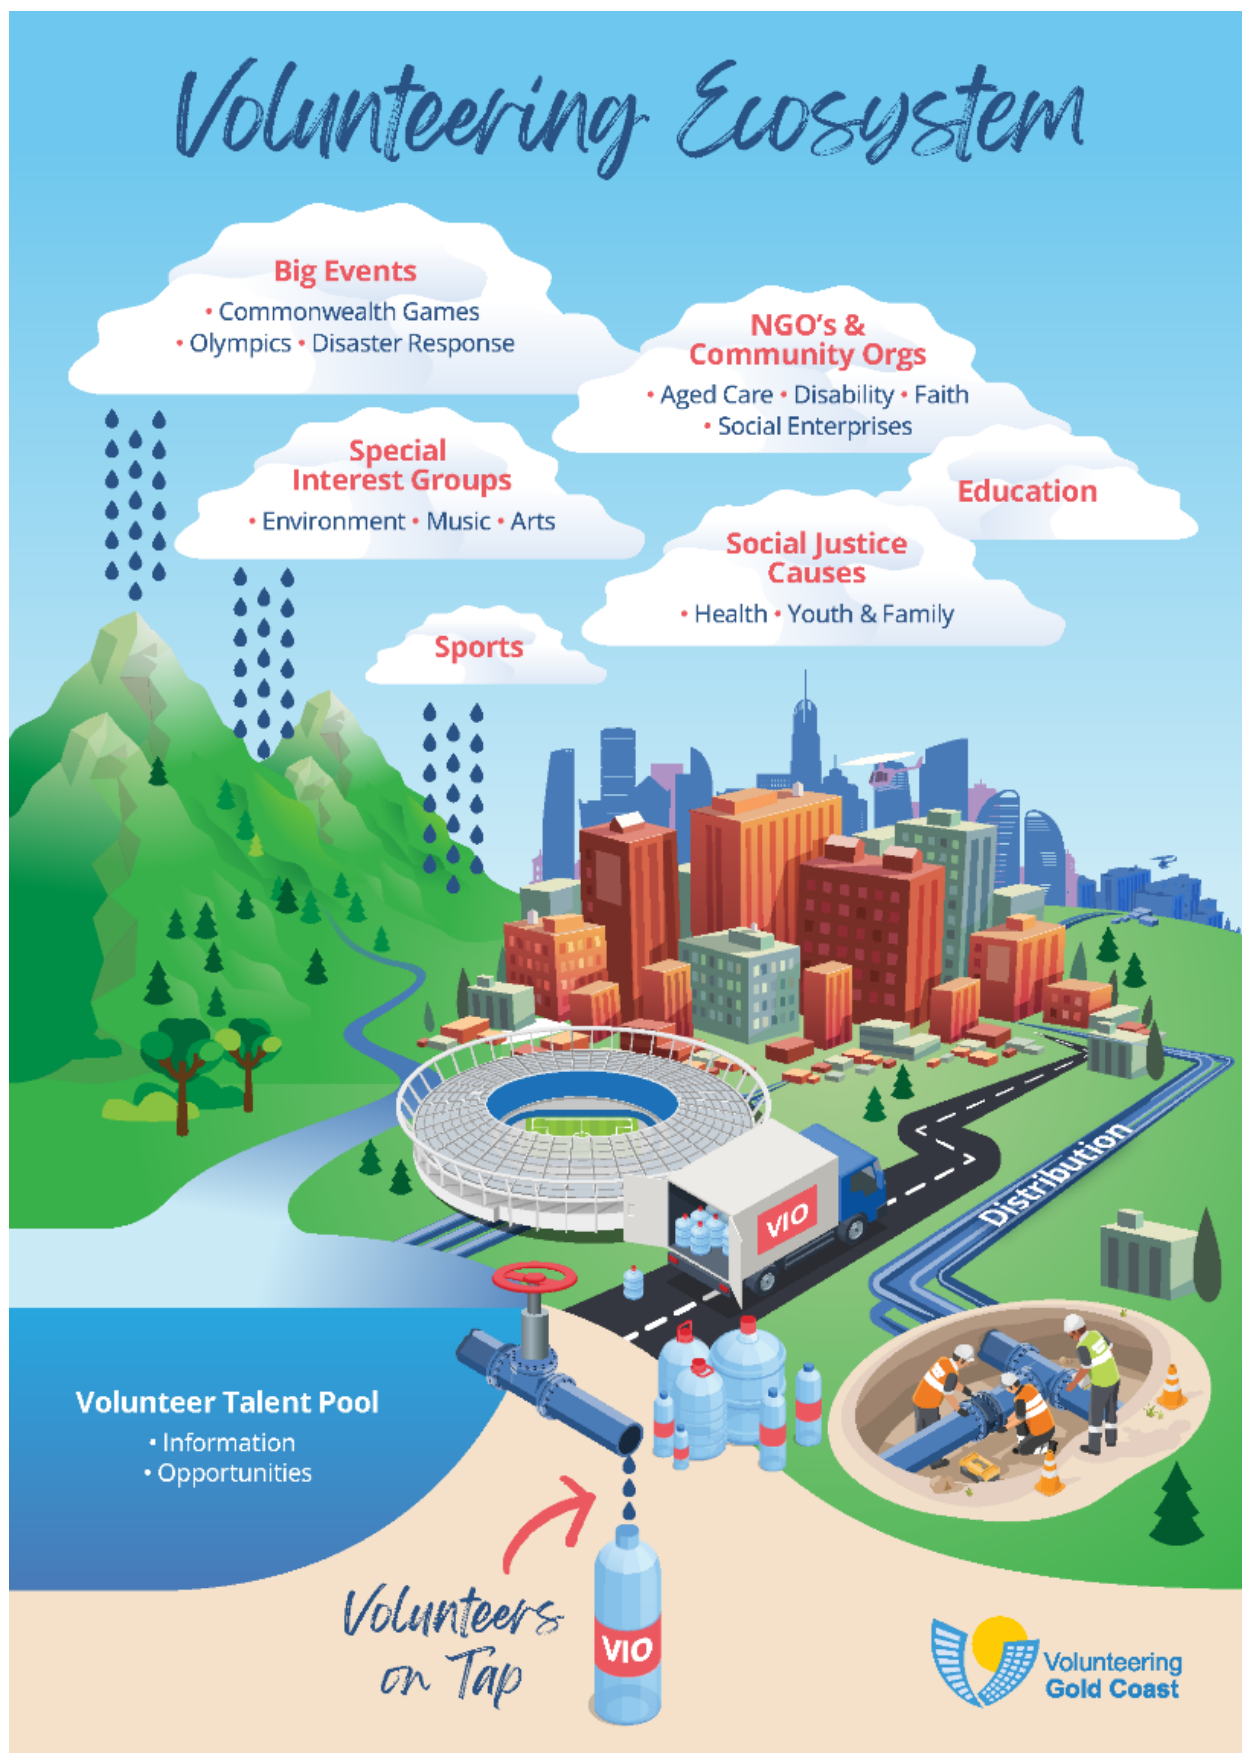 Volunteering Ecosystem
Big Events
• Commonwealth Games
• Olympics • Disaster Response
NGO's &
Community Orgs
• Aged Care • Disability • Faith
• Social Enterprises
Special
Interest Groups
• Environment • Music • Arts
Education
Social Justice
Causes
• Health • Youth & Family
Sports
Distribution
VIO
Volunteer Talent Pool
• Information
• Opportunities
Volunteers
on Tap
VIO
Volunteering
Gold Coast